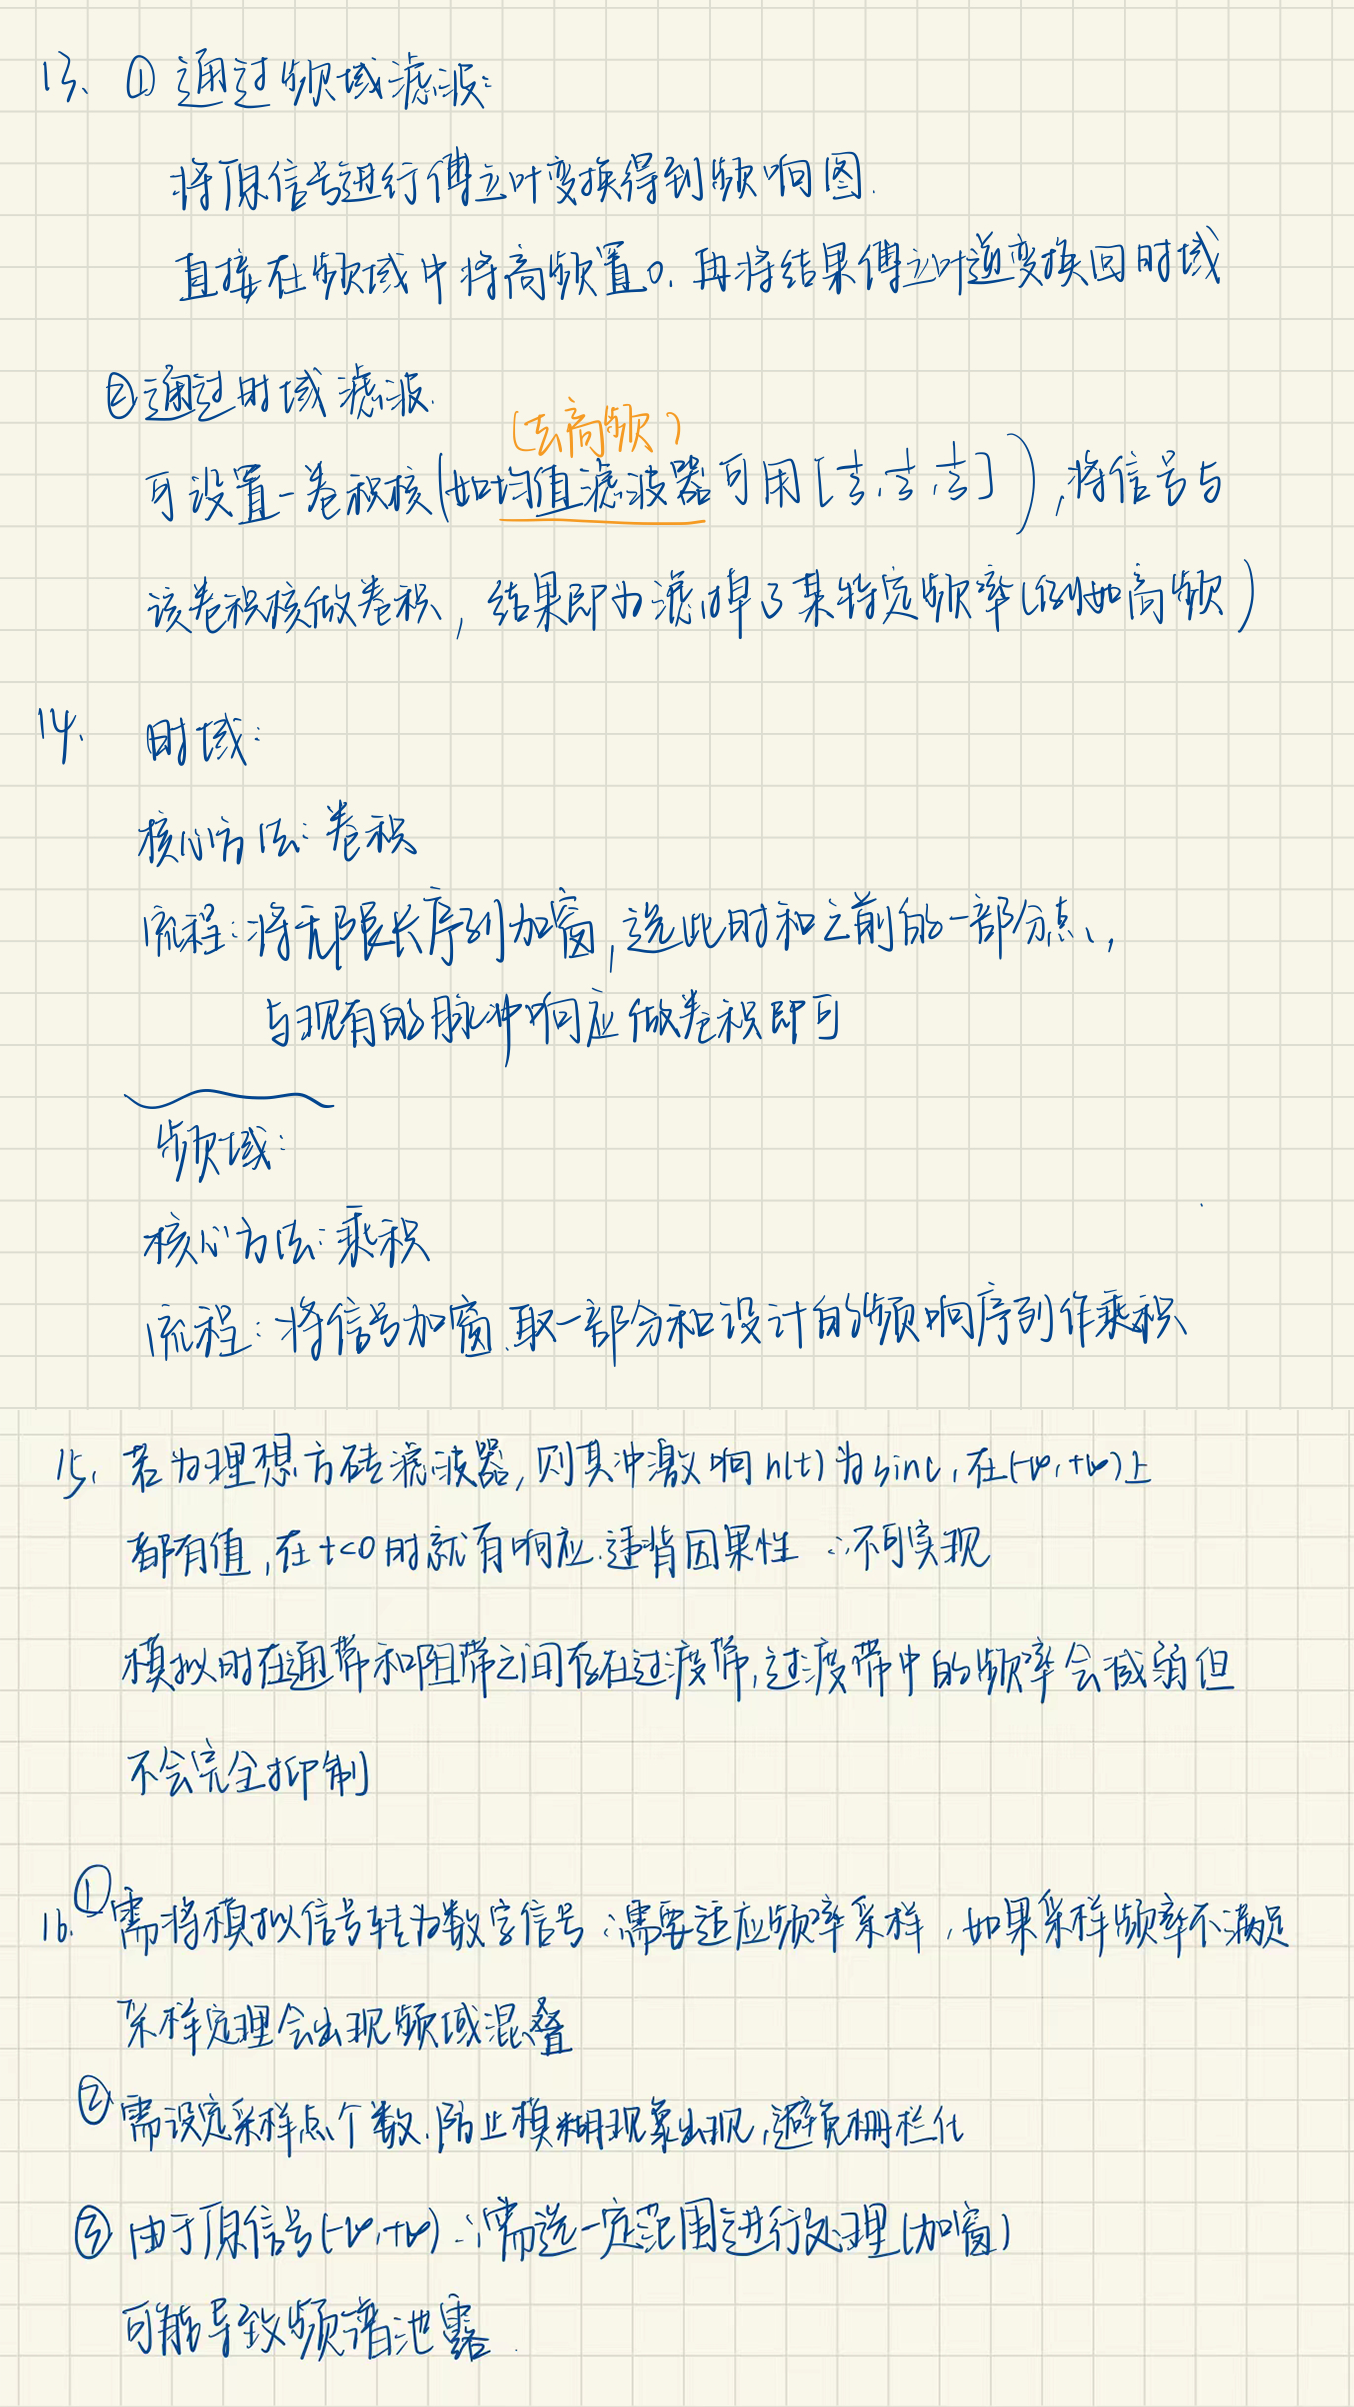 13、① 通过频域滤波:
将原信号进行傅立叶变换得到频响图.
直接在频域中将高频置0.再将结果傅立叶逆变换回时域
②通过时域滤波.
(去高频)
可设置一卷积核(如均值滤波器可用[1/3,1/3,1/3]),将信号与
该卷积核做卷积,结果即为滤掉了某特定频率(例如高频)
14. 时域:
核心方法:卷积
流程:将无限长序列加窗,选此时和之前的一部分点,
与现有的脉冲响应做卷积即可
频域:
核心方法:乘积
流程:将信号加窗.取一部分和设计的频响序列作乘积
15. 若为理想方砖滤波器,则其冲激响h(t)为sinc,在(-∞,+∞)上
都有值,在t<0时就有响应.违背因果性 ∴不可实现
模拟时在通带和阻带之间存在过渡带,过渡带中的频率会减弱但
不会完全抑制
16. ①需将模拟信号转为数字信号∴需要适应频率采样,如果采样频率不满足
采样定理会出现频域混叠
②需设定采样点个数.防止模糊现象出现,避免栅栏化
③由于原信号(-∞,+∞)∴需选一定范围进行处理(加窗)
可能导致频谱泄露.